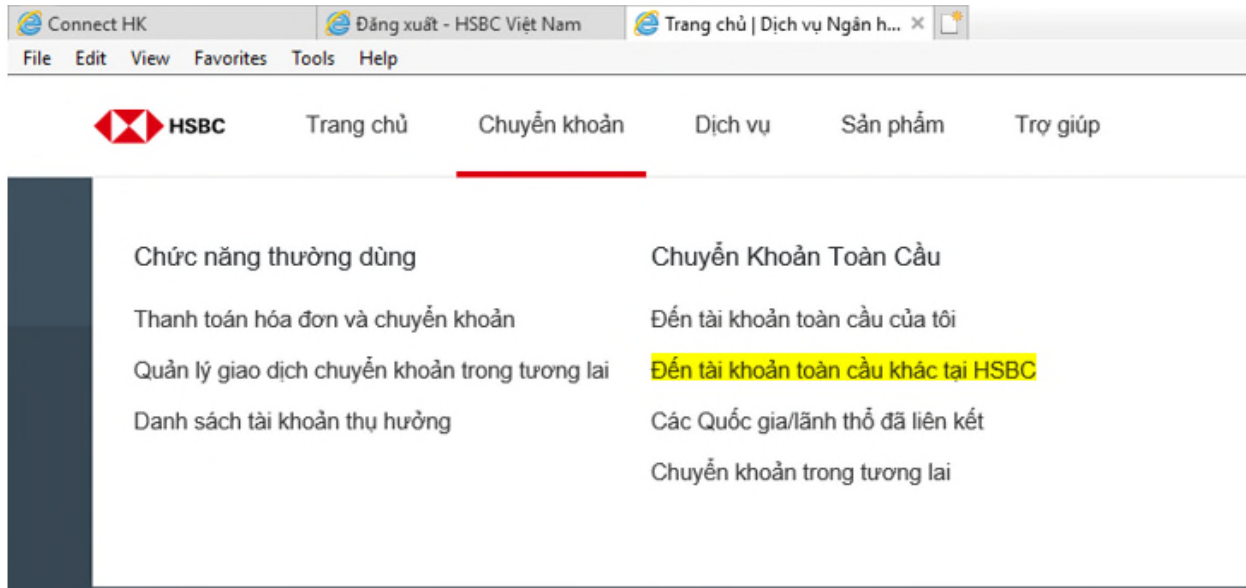 Connect HK
Đăng xuất - HSBC Việt Nam
Trang chủ | Dịch vụ Ngân h...
File Edit View Favorites Tools Help
HSBC Trang chủ Chuyển khoản Dịch vụ Sản phẩm Trợ giúp
Chức năng thường dùng
Thanh toán hóa đơn và chuyển khoản
Quản lý giao dịch chuyển khoản trong tương lai
Danh sách tài khoản thụ hưởng
Chuyển Khoản Toàn Cầu
Đến tài khoản toàn cầu của tôi
Đến tài khoản toàn cầu khác tại HSBC
Các Quốc gia/lãnh thổ đã liên kết
Chuyển khoản trong tương lai